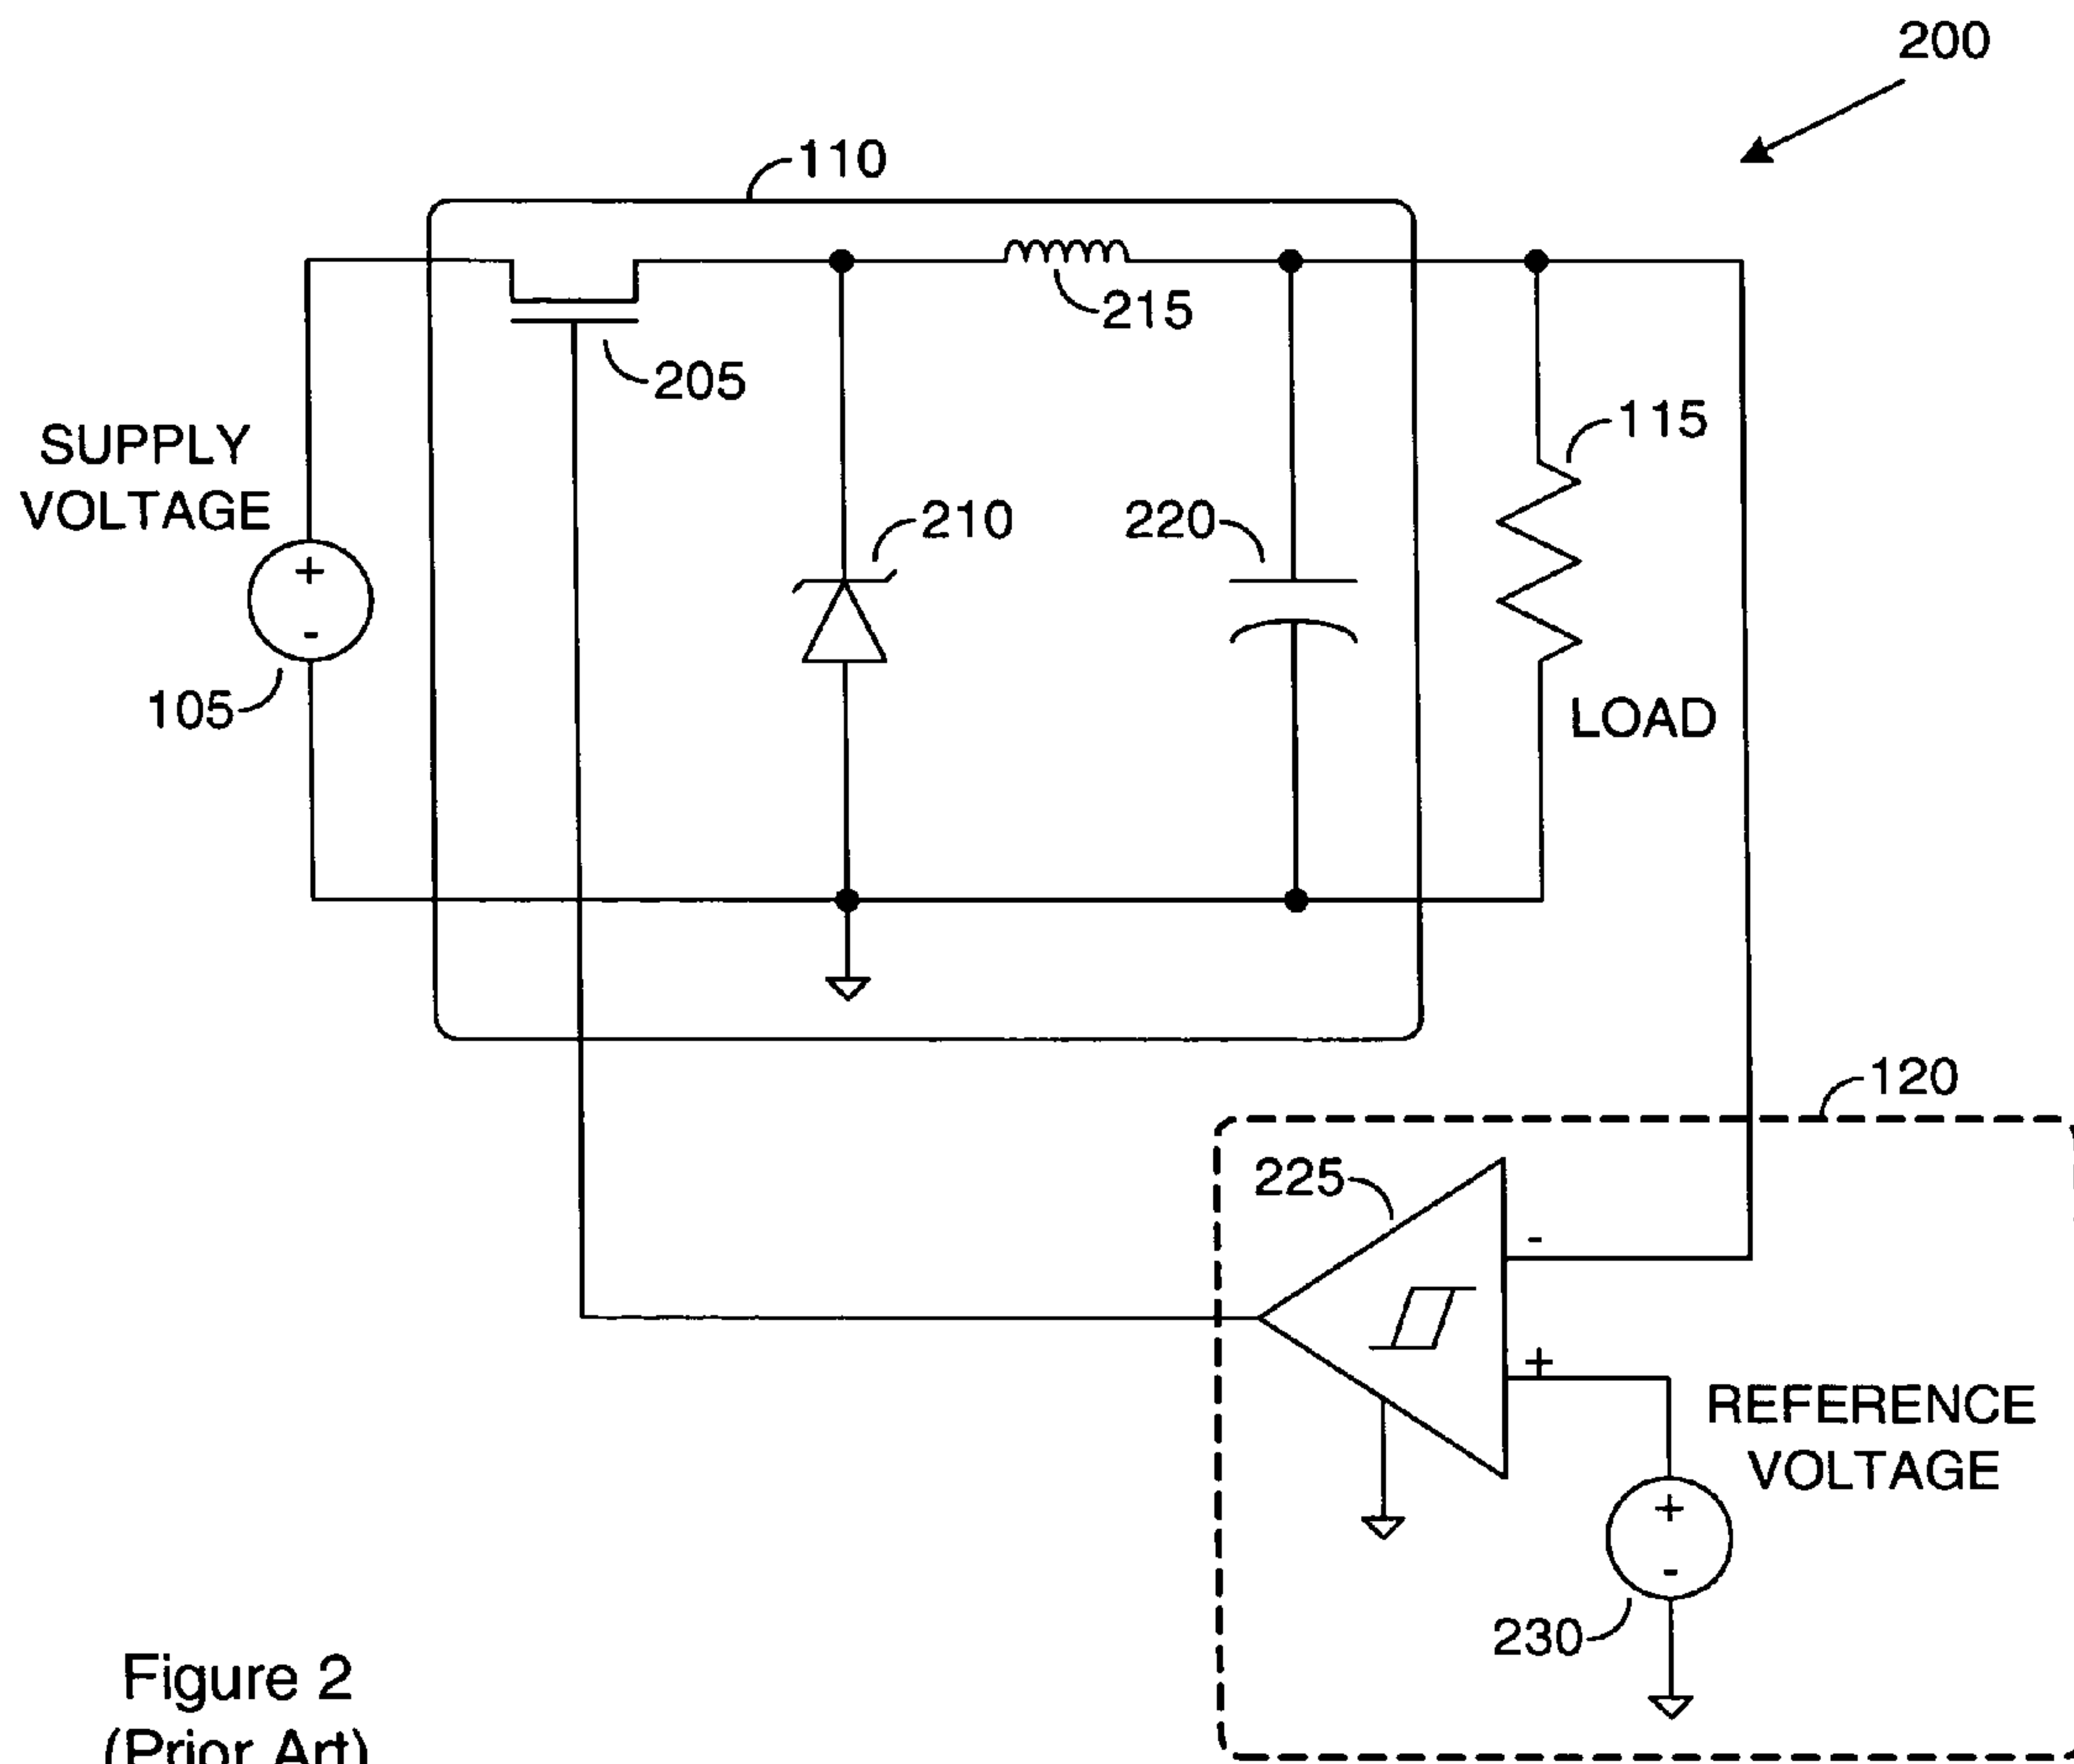 200
110
215
205
115
SUPPLY
VOLTAGE
210
220
+
-
105
LOAD
120
225
-
+
REFERENCE
VOLTAGE
+
-
230
Figure 2
(Prior Art)